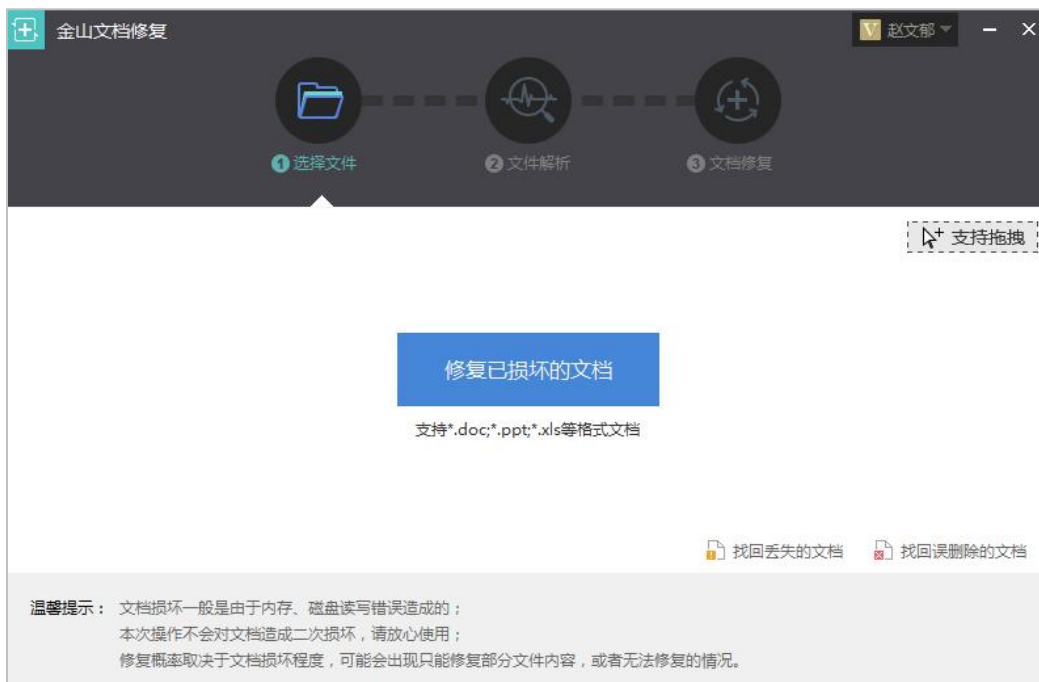 金山文档修复
V 赵文郁
1 选择文件
2 文件解析
3 文档修复
支持拖拽
修复已损坏的文档
支持*.doc;*.ppt;*.xls等格式文档
找回丢失的文档
找回误删除的文档
温馨提示： 文档损坏一般是由于内存、磁盘读写错误造成的；
本次操作不会对文档造成二次损坏，请放心使用；
修复概率取决于文档损坏程度，可能会出现只能修复部分文件内容，或者无法修复的情况。